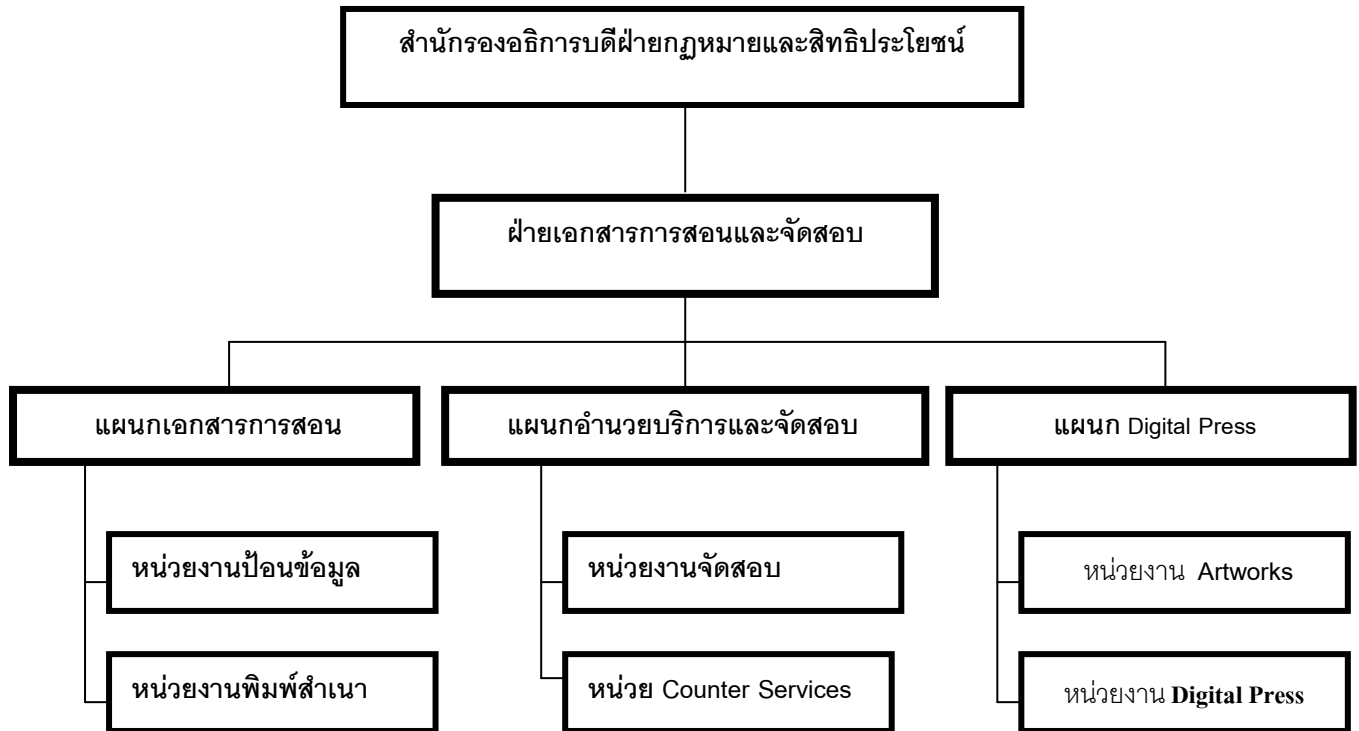 สำนักรองอธิการบดีฝ่ายกฎหมายและสิทธิประโยชน์
ฝ่ายเอกสารการสอนและจัดสอบ
แผนกเอกสารการสอน
แผนกอำนวยบริการและจัดสอบ
แผนก Digital Press
หน่วยงานป้อนข้อมูล
หน่วยงานจัดสอบ
หน่วยงาน Artworks
หน่วยงานพิมพ์สำเนา
หน่วย Counter Services
หน่วยงาน Digital Press